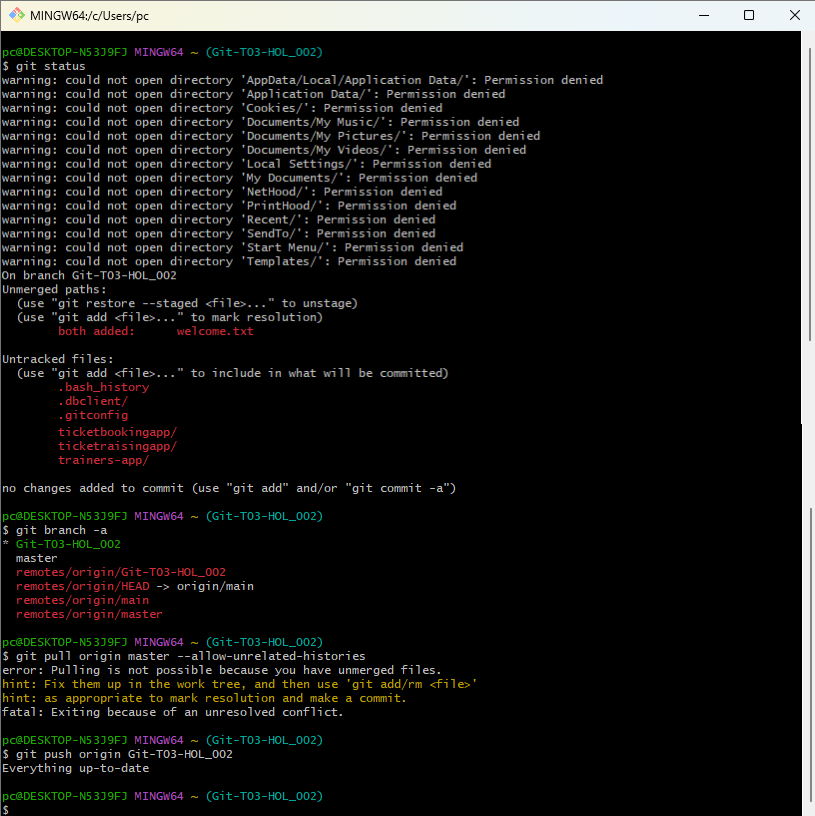 MINGW64:/c/Users/pc
pc@DESKTOP-N53J9FJ MINGW64 ~ (Git-T03-HOL_002)
$ git status
warning: could not open directory 'AppData/Local/Application Data/': Permission denied
warning: could not open directory 'Application Data/': Permission denied
warning: could not open directory 'Cookies/': Permission denied
warning: could not open directory 'Documents/My Music/': Permission denied
warning: could not open directory 'Documents/My Pictures/': Permission denied
warning: could not open directory 'Documents/My Videos/': Permission denied
warning: could not open directory 'Local Settings/': Permission denied
warning: could not open directory 'My Documents/': Permission denied
warning: could not open directory 'NetHood/': Permission denied
warning: could not open directory 'PrintHood/': Permission denied
warning: could not open directory 'Recent/': Permission denied
warning: could not open directory 'SendTo/': Permission denied
warning: could not open directory 'Start Menu/': Permission denied
warning: could not open directory 'Templates/': Permission denied
On branch Git-T03-HOL_002
Unmerged paths:
  (use "git restore --staged <file>..." to unstage)
  (use "git add <file>..." to mark resolution)
        both added:      welcome.txt
Untracked files:
  (use "git add <file>..." to include in what will be committed)
        .bash_history
        .dbclient/
        .gitconfig
        ticketbookingapp/
        ticketraisingapp/
        trainers-app/
no changes added to commit (use "git add" and/or "git commit -a")
pc@DESKTOP-N53J9FJ MINGW64 ~ (Git-T03-HOL_002)
$ git branch -a
* Git-T03-HOL_002
  master
  remotes/origin/Git-T03-HOL_002
  remotes/origin/HEAD -> origin/main
  remotes/origin/main
  remotes/origin/master
pc@DESKTOP-N53J9FJ MINGW64 ~ (Git-T03-HOL_002)
$ git pull origin master --allow-unrelated-histories
error: Pulling is not possible because you have unmerged files.
hint: Fix them up in the work tree, and then use 'git add/rm <file>'
hint: as appropriate to mark resolution and make a commit.
fatal: Exiting because of an unresolved conflict.
pc@DESKTOP-N53J9FJ MINGW64 ~ (Git-T03-HOL_002)
$ git push origin Git-T03-HOL_002
Everything up-to-date
pc@DESKTOP-N53J9FJ MINGW64 ~ (Git-T03-HOL_002)
$